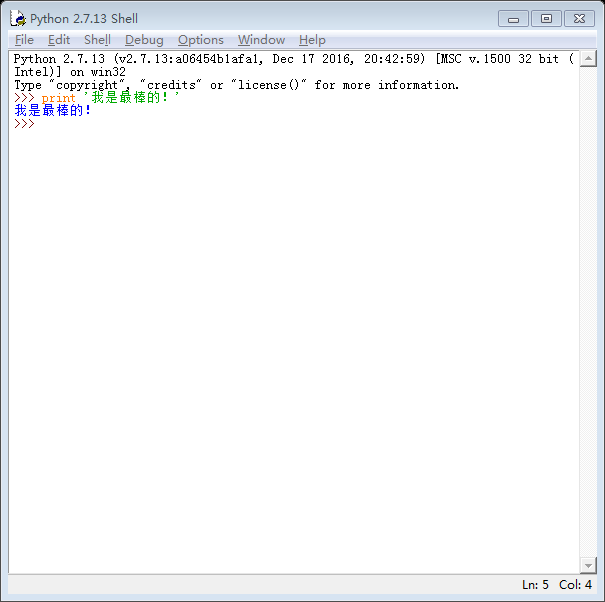 Python 2.7.13 Shell
File Edit Shell Debug Options Window Help
Python 2.7.13 (v2.7.13:a06454b1afa1, Dec 17 2016, 20:42:59) [MSC v.1500 32 bit (
Intel)] on win32
Type "copyright", "credits" or "license()" for more information.
>>> print '我是最棒的！'
我是最棒的！
>>>
Ln: 5 Col: 4